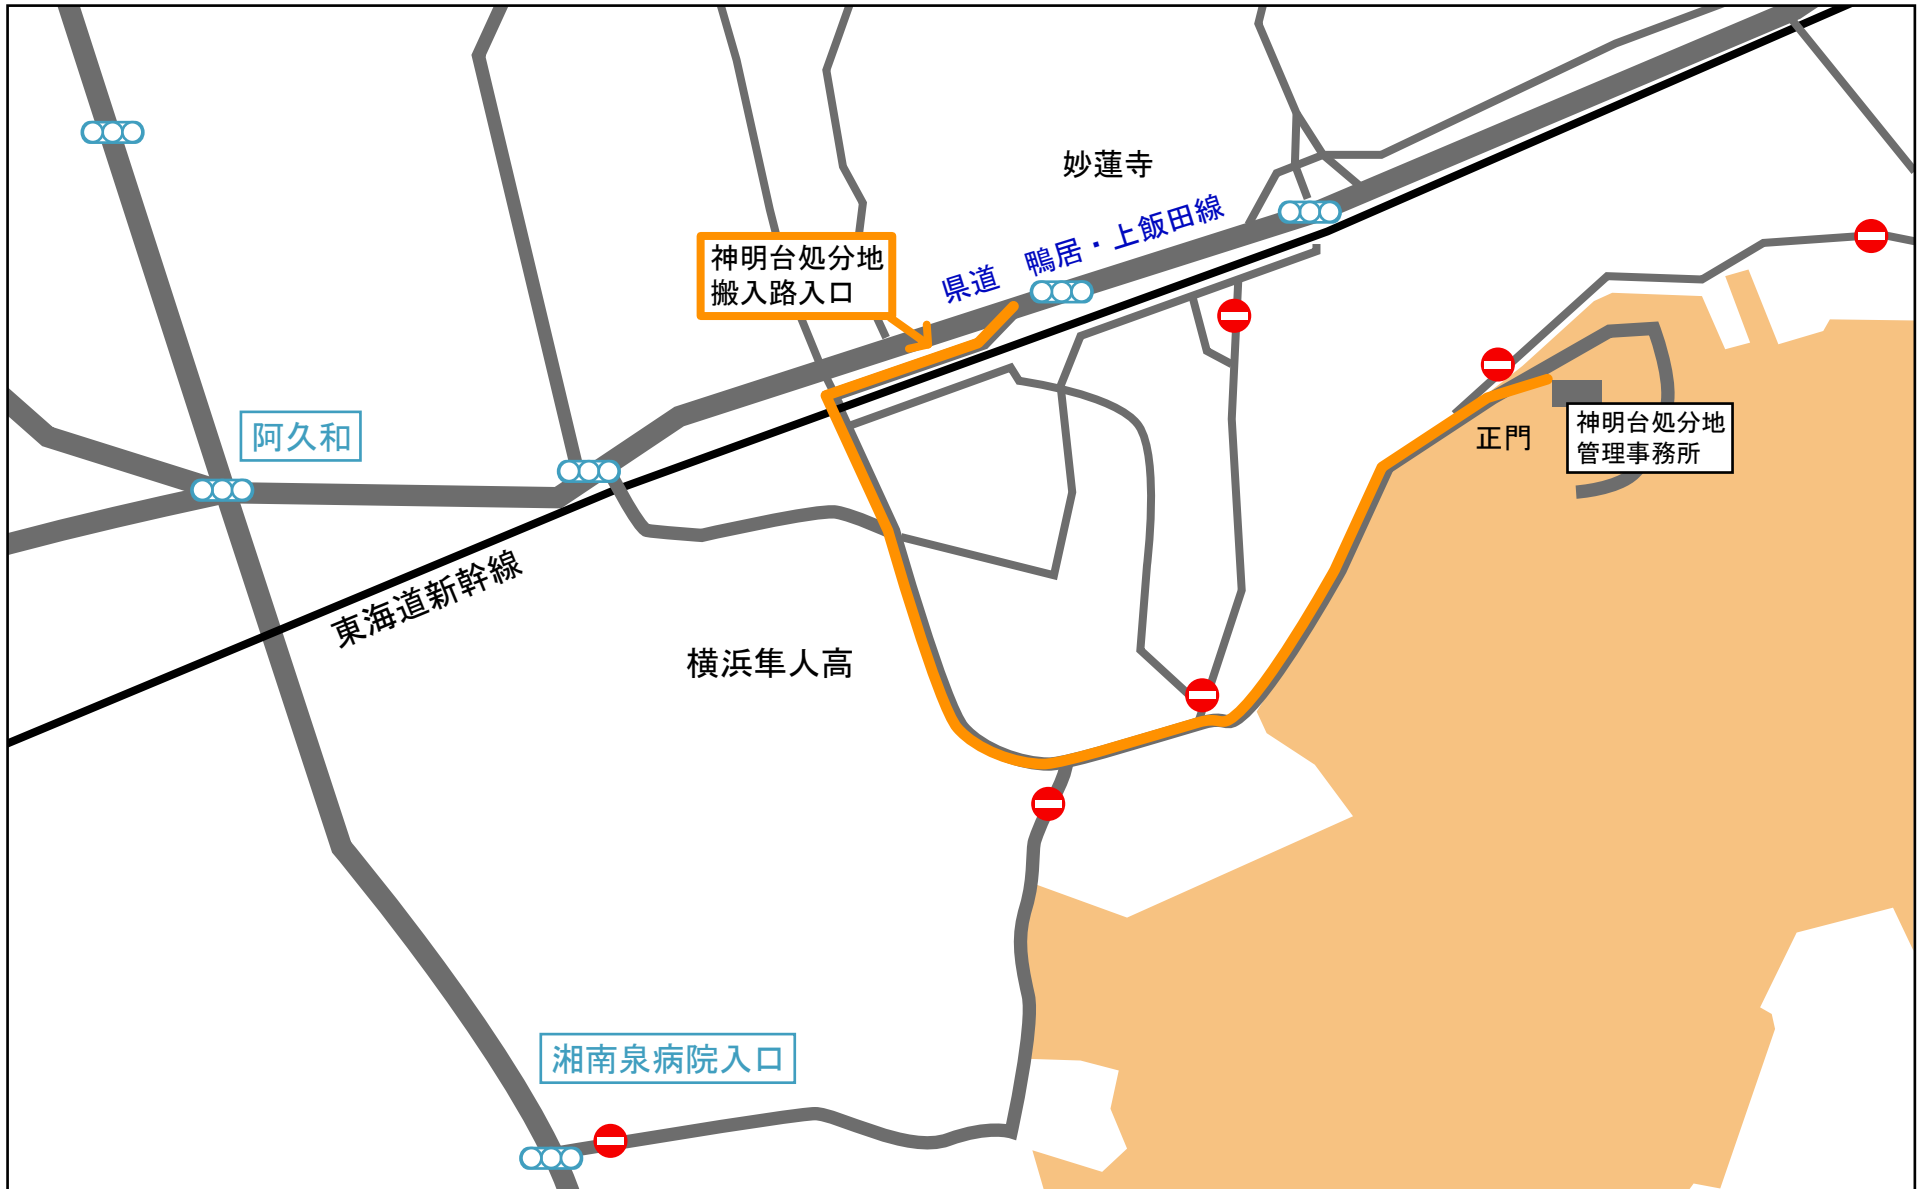 妙蓮寺
県道 鴨居・上飯田線
神明台処分地
搬入路入口
阿久和
正門
神明台処分地
管理事務所
東海道新幹線
横浜隼人高
湘南泉病院入口